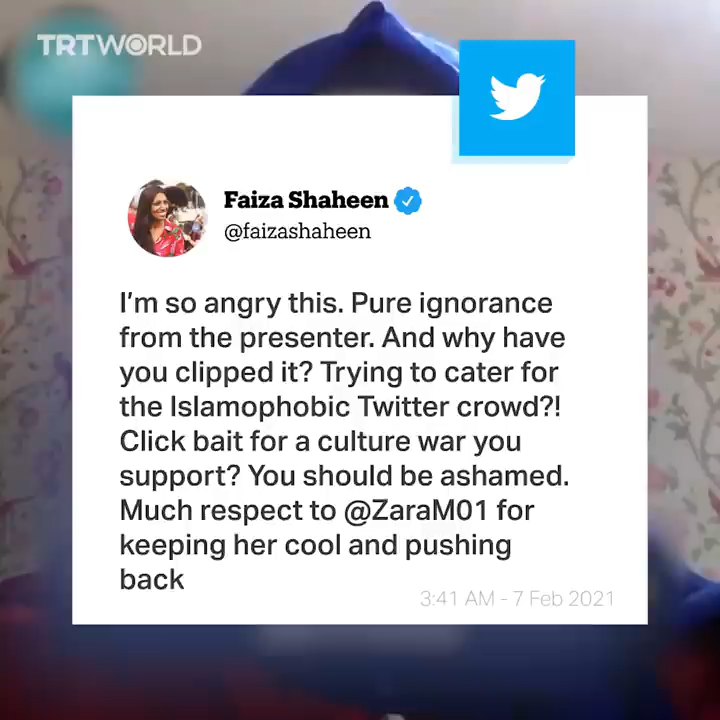 TRTWORLD
Faiza Shaheen
@faizashaheen
I'm so angry this. Pure ignorance
from the presenter. And why have
you clipped it? Trying to cater for
the Islamophobic Twitter crowd?!
Click bait for a culture war you
support? You should be ashamed.
Much respect to @ZaraM01 for
keeping her cool and pushing
back
3:41 AM - 7 Feb 2021